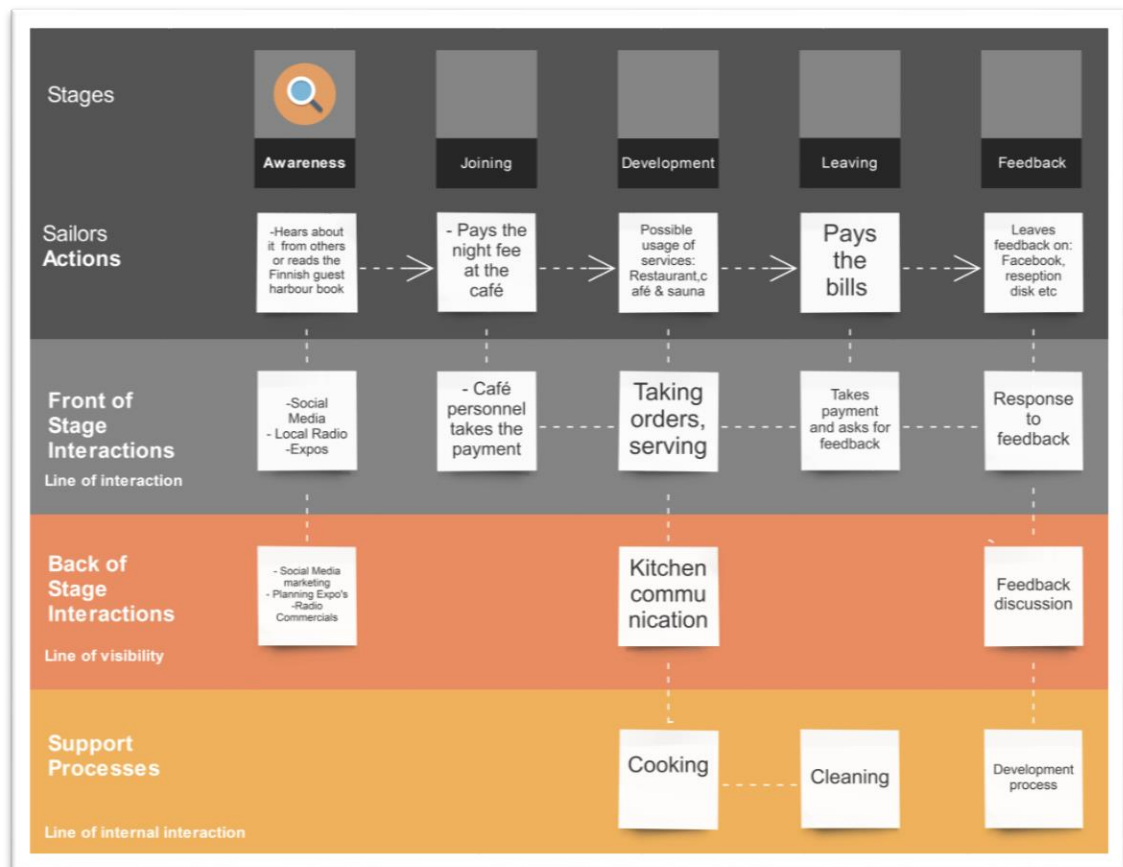 Stages
Awareness
Joining
Development
Leaving
Feedback
Sailors
Actions
-Hears about
it from others
or reads the
Finnish guest
harbour book
- Pays the
night fee
at the
café
Possible
usage of
services:
Restaurant,c
afé & sauna
Pays
the
bills
Leaves
feedback on:
Facebook,
reseption
disk etc
Front of
Stage
Interactions
Line of interaction
-Social
Media
- Local Radio
-Expos
- Café
personnel
takes the
payment
Taking
orders,
serving
Takes
payment
and asks for
feedback
Response
to
feedback
Back of
Stage
Interactions
Line of visibility
- Social Media
marketing
- Planning Expo's
-Radio
Commercials
Kitchen
commu
nication
Feedback
discussion
Support
Processes
Line of internal interaction
Cooking
Cleaning
Development
process